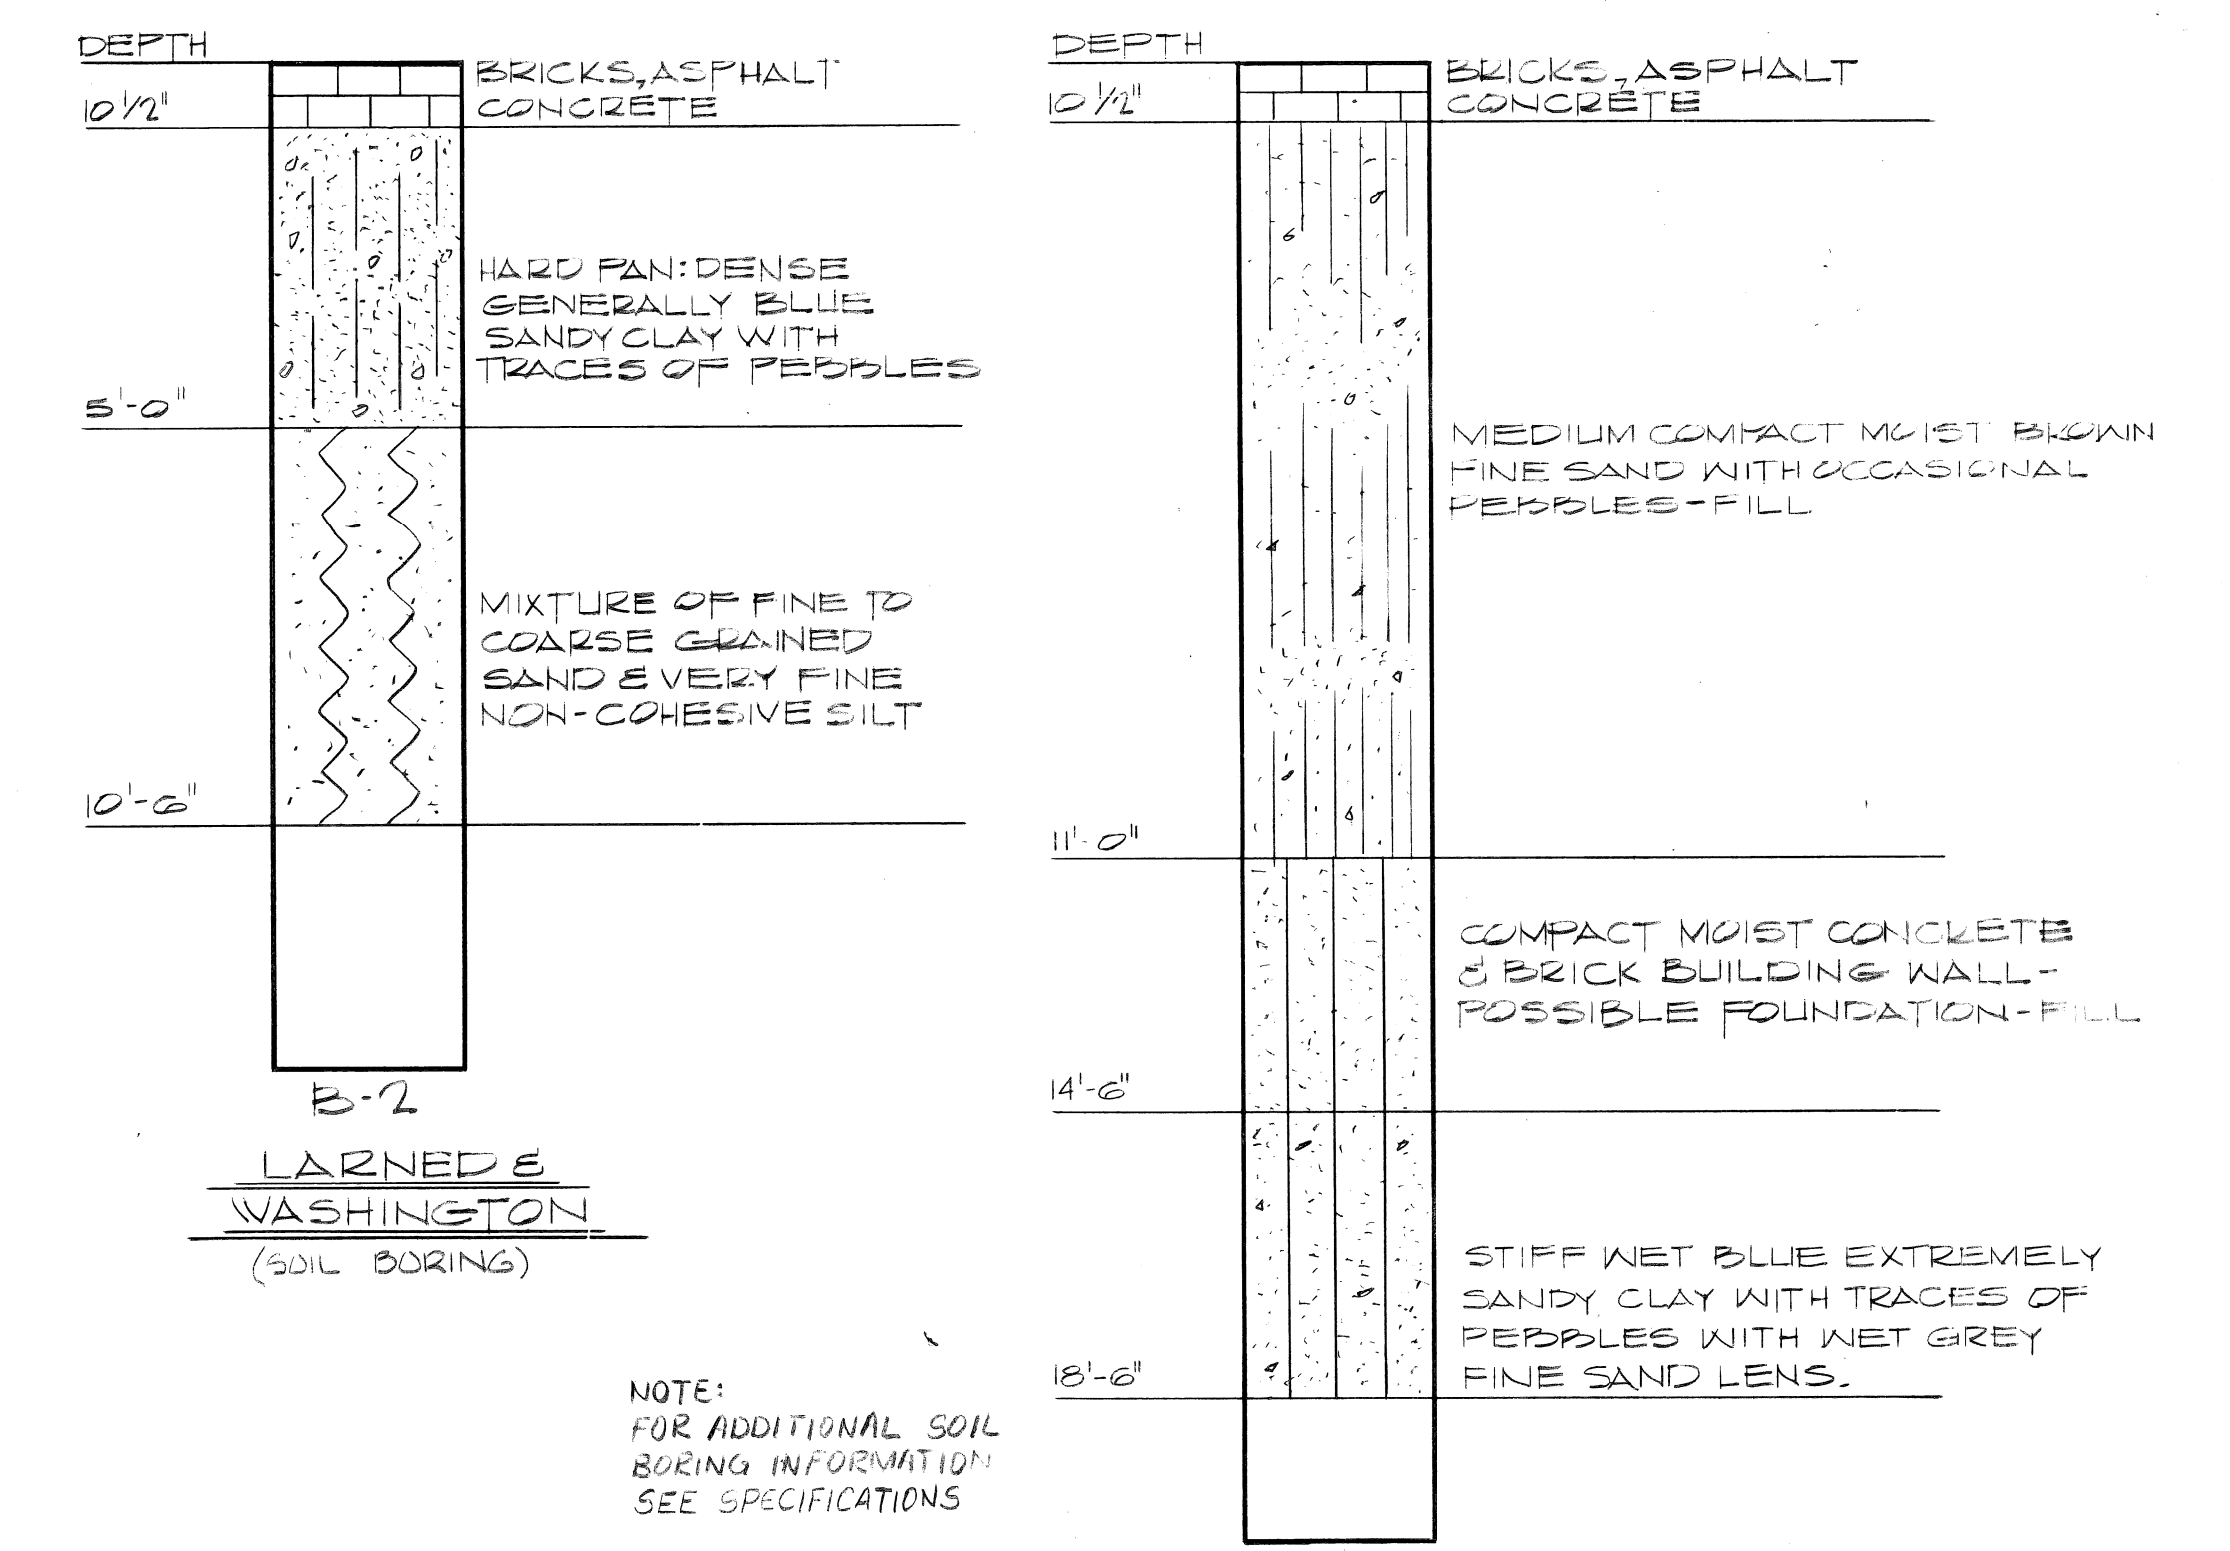 DEPTH
BRICKS, ASPHALT
CONCRETE
10 1/2"
HARD PAN: DENSE
GENERALLY BLUE
SANDY CLAY WITH
TRACES OF PEBBLES
5'-0"
MIXTURE OF FINE TO
COARSE GRAINED
SAND & VERY FINE
NON-COHESIVE SILT
10'-6"
B-2
LARNED &
WASHINGTON
(SOIL BORING)
NOTE:
FOR ADDITIONAL SOIL
BORING INFORMATION
SEE SPECIFICATIONS
DEPTH
BRICKS, ASPHALT
CONCRETE
10 1/2"
MEDIUM COMPACT MOIST BROWN
FINE SAND WITH OCCASIONAL
PEBBLES-FILL
11'-0"
COMPACT MOIST CONCRETE
& BRICK BUILDING WALL-
POSSIBLE FOUNDATION-FILL
14'-6"
STIFF WET BLUE EXTREMELY
SANDY CLAY WITH TRACES OF
PEBBLES WITH WET GREY
FINE SAND LENS.
18'-6"